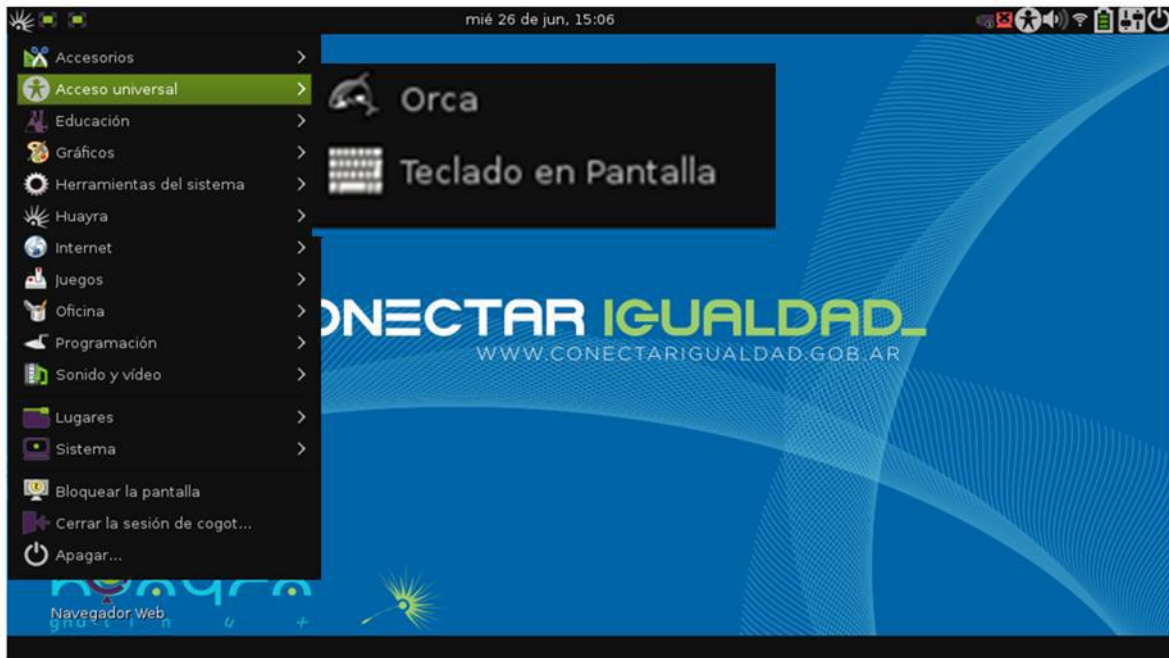 mié 26 de jun, 15:06
Accesorios
Acceso universal
Educación
Gráficos
Herramientas del sistema
Huayra
Internet
Juegos
Oficina
Programación
Sonido y vídeo
Lugares
Sistema
Bloquear la pantalla
Cerrar la sesión de cogot...
Apagar...
Orca
Teclado en Pantalla
ONECTAR IGUALDAD_
WWW.CONECTARIGUALDAD.GOB.AR
Navegador Web